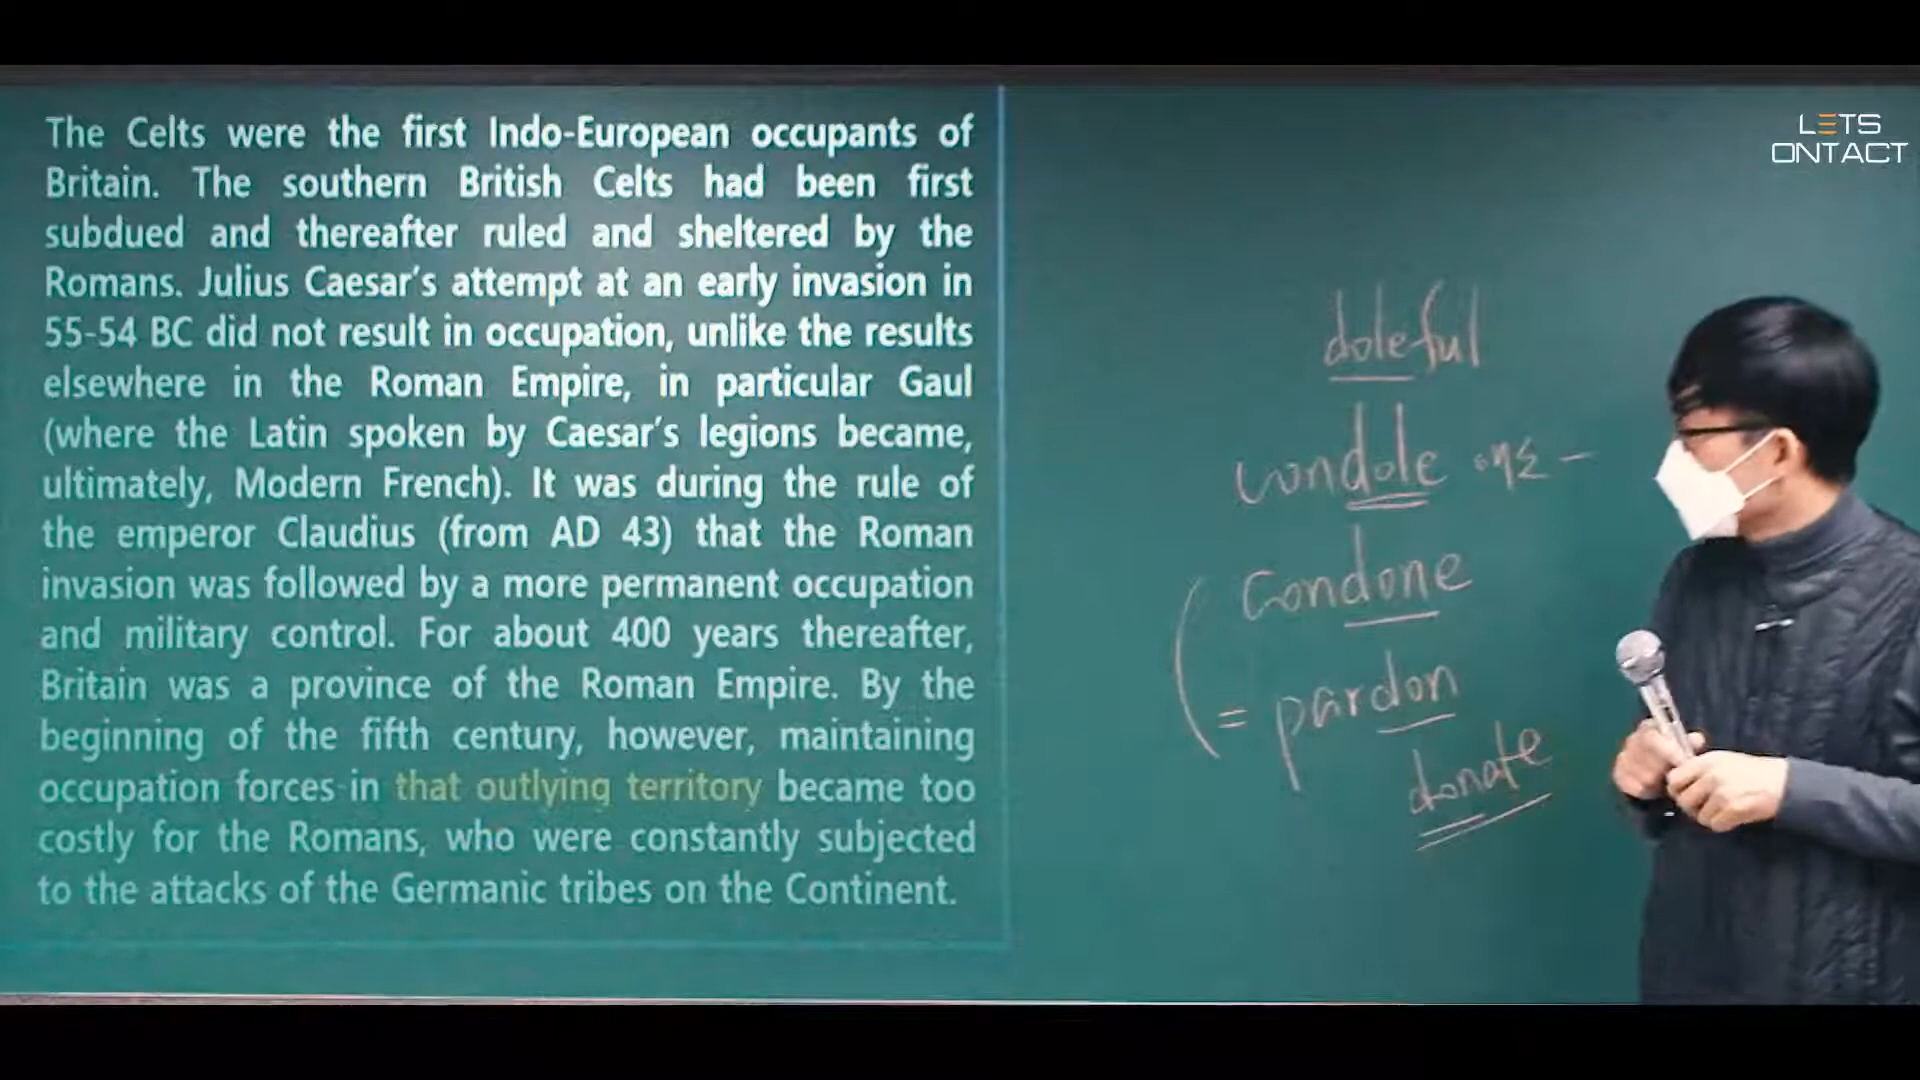 The Celts were the first Indo-European occupants of
Britain. The southern British Celts had been first
subdued and thereafter ruled and sheltered by the
Romans. Julius Caesar's attempt at an early invasion in
55-54 BC did not result in occupation, unlike the results
elsewhere in the Roman Empire, in particular Gaul
(where the Latin spoken by Caesar's legions became,
ultimately, Modern French). It was during the rule of
the emperor Claudius (from AD 43) that the Roman
invasion was followed by a more permanent occupation
and military control. For about 400 years thereafter,
Britain was a province of the Roman Empire. By the
beginning of the fifth century, however, maintaining
occupation forces in that outlying territory became too
costly for the Romans, who were constantly subjected
to the attacks of the Germanic tribes on the Continent.
LETS
ONTACT
doleful
condole
condone
= pardon
donate